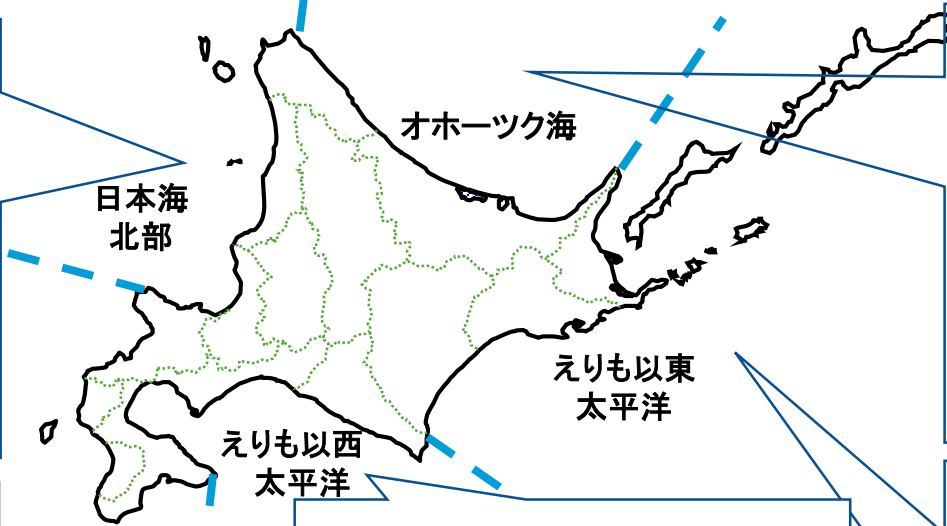 オホーツク海
日本海
北部
えりも以東
太平洋
えりも以西
太平洋